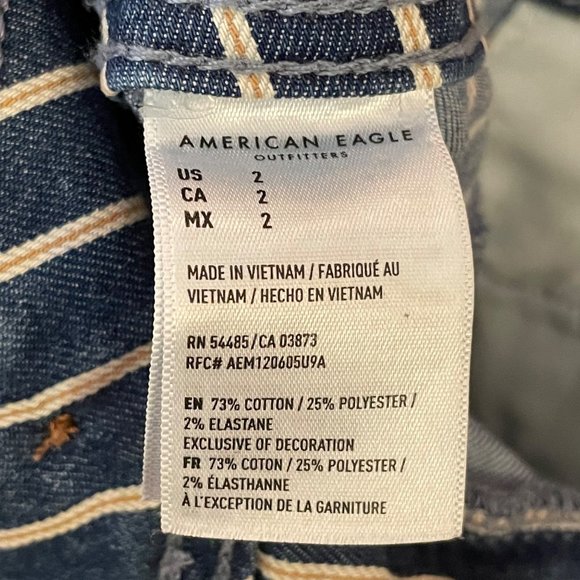 AMERICAN EAGLE
OUTFITTERS
US 2
CA 2
MX 2
MADE IN VIETNAM / FABRIQUÉ AU
VIETNAM / HECHO EN VIETNAM
RN 54485/CA 03873
RFC# AEM120605U9A
EN 73% COTTON / 25% POLYESTER /
2% ELASTANE
EXCLUSIVE OF DECORATION
FR 73% COTON / 25% POLYESTER /
2% ÉLASTHANNE
À L'EXCEPTION DE LA GARNITURE